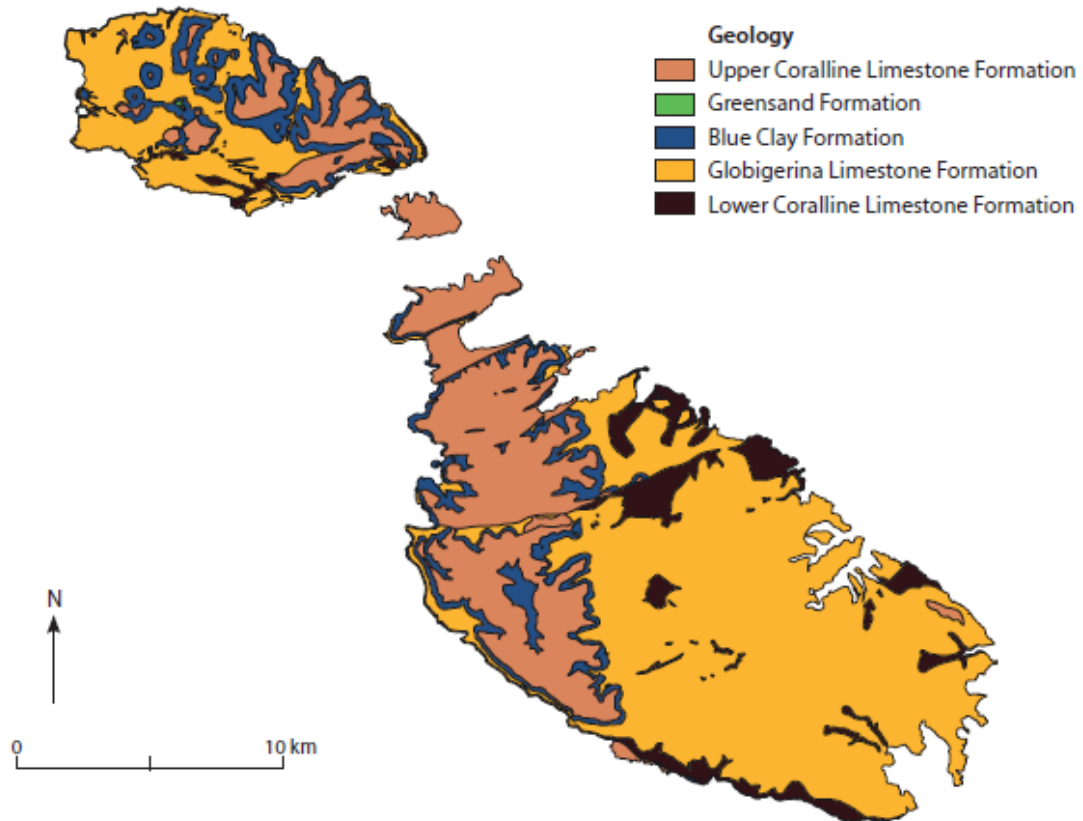 Geology
Upper Coralline Limestone Formation
Greensand Formation
Blue Clay Formation
Globigerina Limestone Formation
Lower Coralline Limestone Formation
N
0 10 km